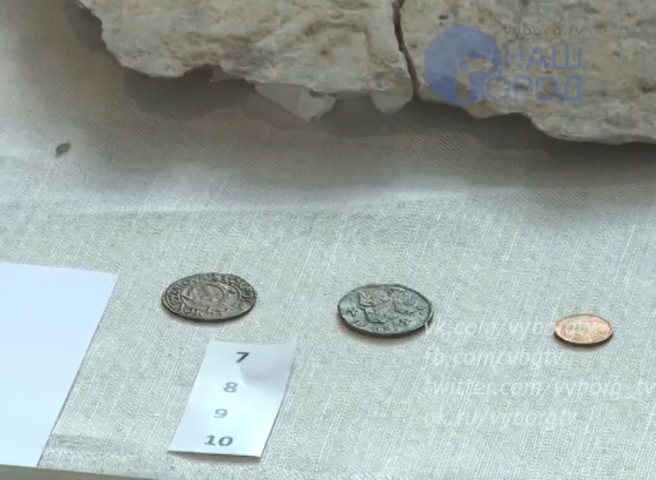 vyborg.tv
НАШ
ГОРОД
7
8
9
10
vk.com/vyborgtv
fb.com/vbgtv
twitter.com/vyborg_tv
ok.ru/vyborgtv